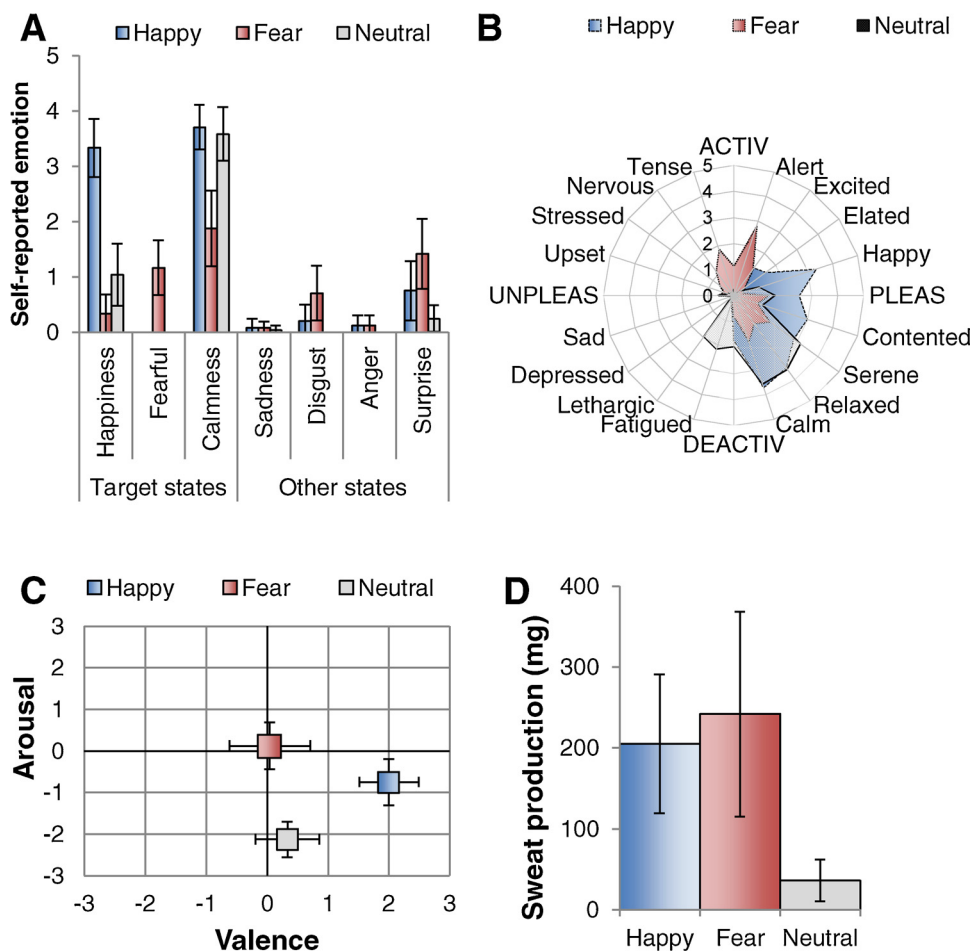 A
Happy Fear Neutral
Self-reported emotion
5
4
3
2
1
0
Happiness
Fearful
Calmness
Sadness
Disgust
Anger
Surprise
Target states Other states
B
Happy Fear Neutral
ACTIV
Alert
Excited
Elated
Happy
PLEAS
Contented
Serene
Relaxed
Calm
DEACTIV
Fatigued
Lethargic
Depressed
Sad
UNPLEAS
Upset
Stressed
Nervous
Tense
5
4
3
2
1
0
C
Happy Fear Neutral
Arousal
3
2
1
0
-1
-2
-3
-3 -2 -1 0 1 2 3
Valence
D
Sweat production (mg)
400
300
200
100
0
Happy Fear Neutral